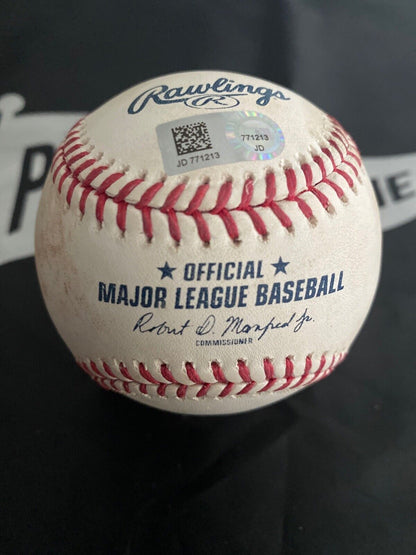 Rawlings
R
771213
JD
JD 771213
OFFICIAL
MAJOR LEAGUE BASEBALL
Robert D. Manfred Jr.
COMMISSIONER
P